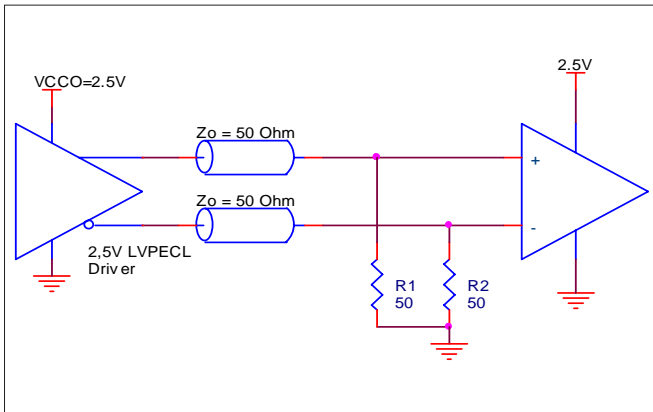 VCCO=2.5V
2.5V
Zo = 50 Ohm
+
Zo = 50 Ohm
-
2,5V LVPECL
Driver
R1
50
R2
50